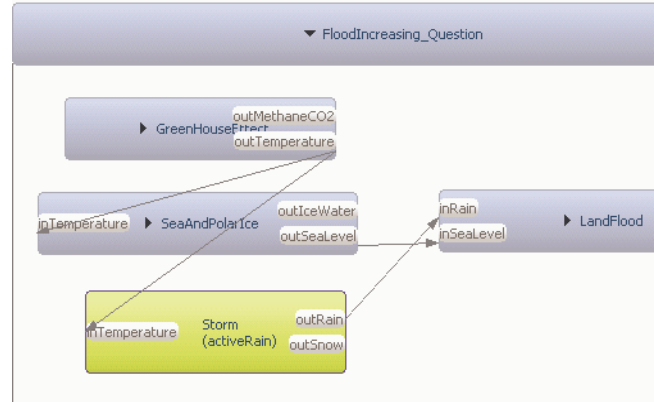 FloodIncreasing_Question
outMethaneCO2
GreenHouseEffect
outTemperature
inTemperature
SeaAndPolarIce
outIceWater
outSeaLevel
inRain
inSeaLevel
LandFlood
inTemperature
Storm
(activeRain)
outRain
outSnow